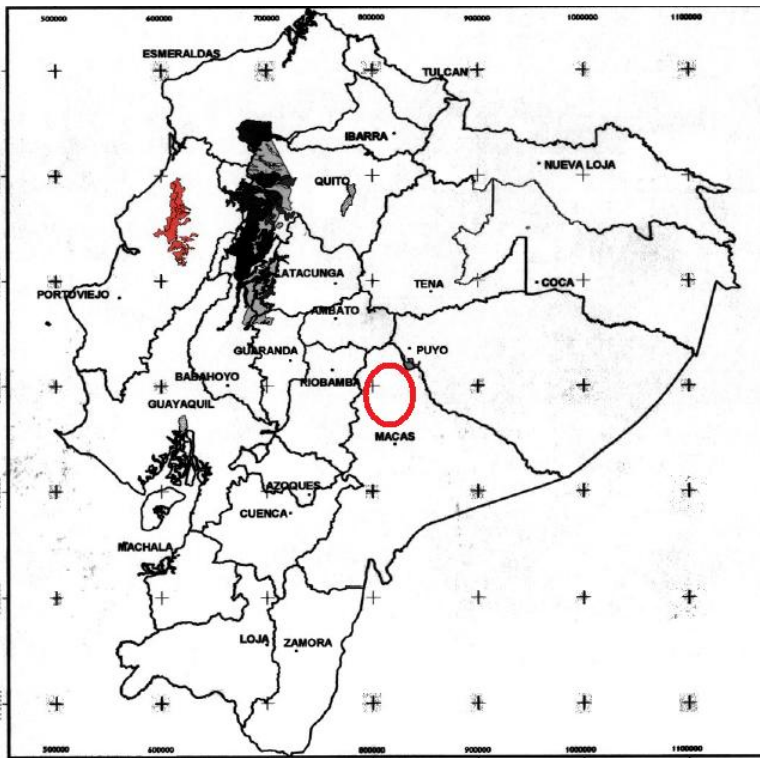 500000 600000 700000 800000 900000 1000000 1100000
ESMERALDAS
TULCAN
IBARRA
NUEVA LOJA
QUITO
LATACUNGA
TENA
COCA
PORTOVIEJO
AMBATO
GUARANDA
PUYO
BABAHOYO
RIOBAMBA
GUAYAQUIL
MACAS
AZOQUES
CUENCA
MACHALA
LOJA
ZAMORA
500000 600000 700000 800000 900000 1000000 1100000